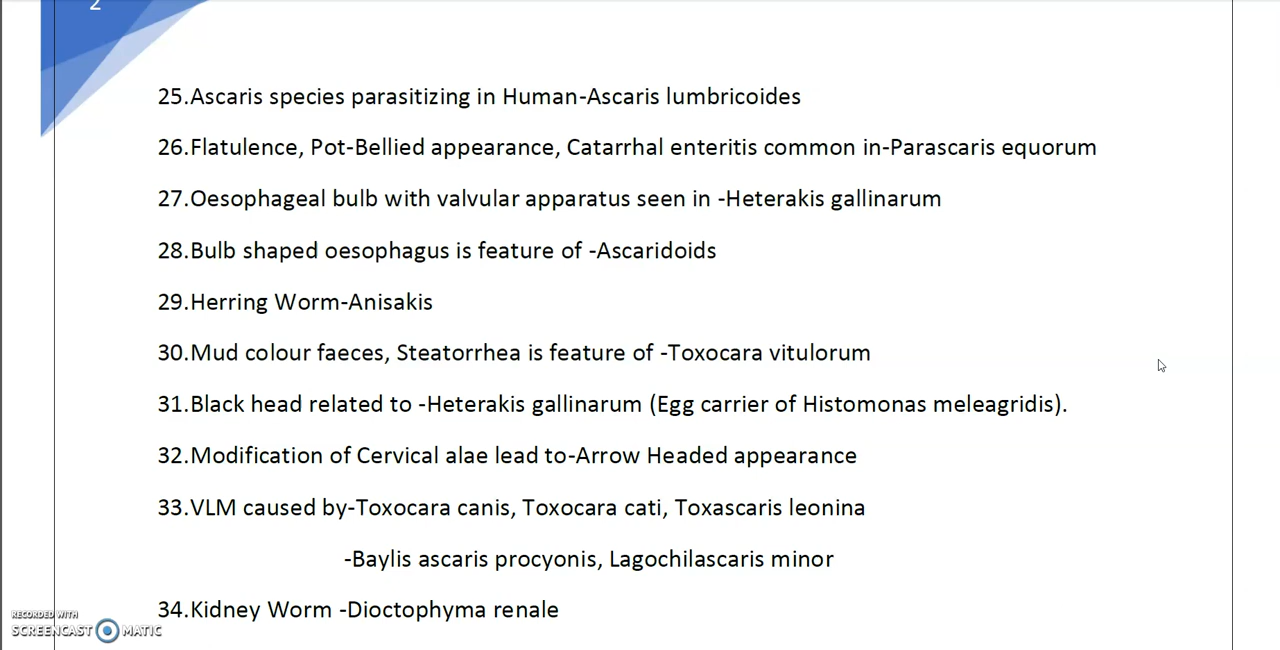 2
25.Ascaris species parasitizing in Human-Ascaris lumbricoides
26.Flatulence, Pot-Bellied appearance, Catarrhal enteritis common in-Parascaris equorum
27.Oesophageal bulb with valvular apparatus seen in -Heterakis gallinarum
28.Bulb shaped oesophagus is feature of -Ascaridoids
29.Herring Worm-Anisakis
30.Mud colour faeces, Steatorrhea is feature of -Toxocara vitulorum
31.Black head related to -Heterakis gallinarum (Egg carrier of Histomonas meleagridis).
32.Modification of Cervical alae lead to-Arrow Headed appearance
33.VLM caused by-Toxocara canis, Toxocara cati, Toxascaris leonina
-Baylis ascaris procyonis, Lagochilascaris minor
34.Kidney Worm -Dioctophyma renale
RECORDED WITH
SCREENCAST MATIC